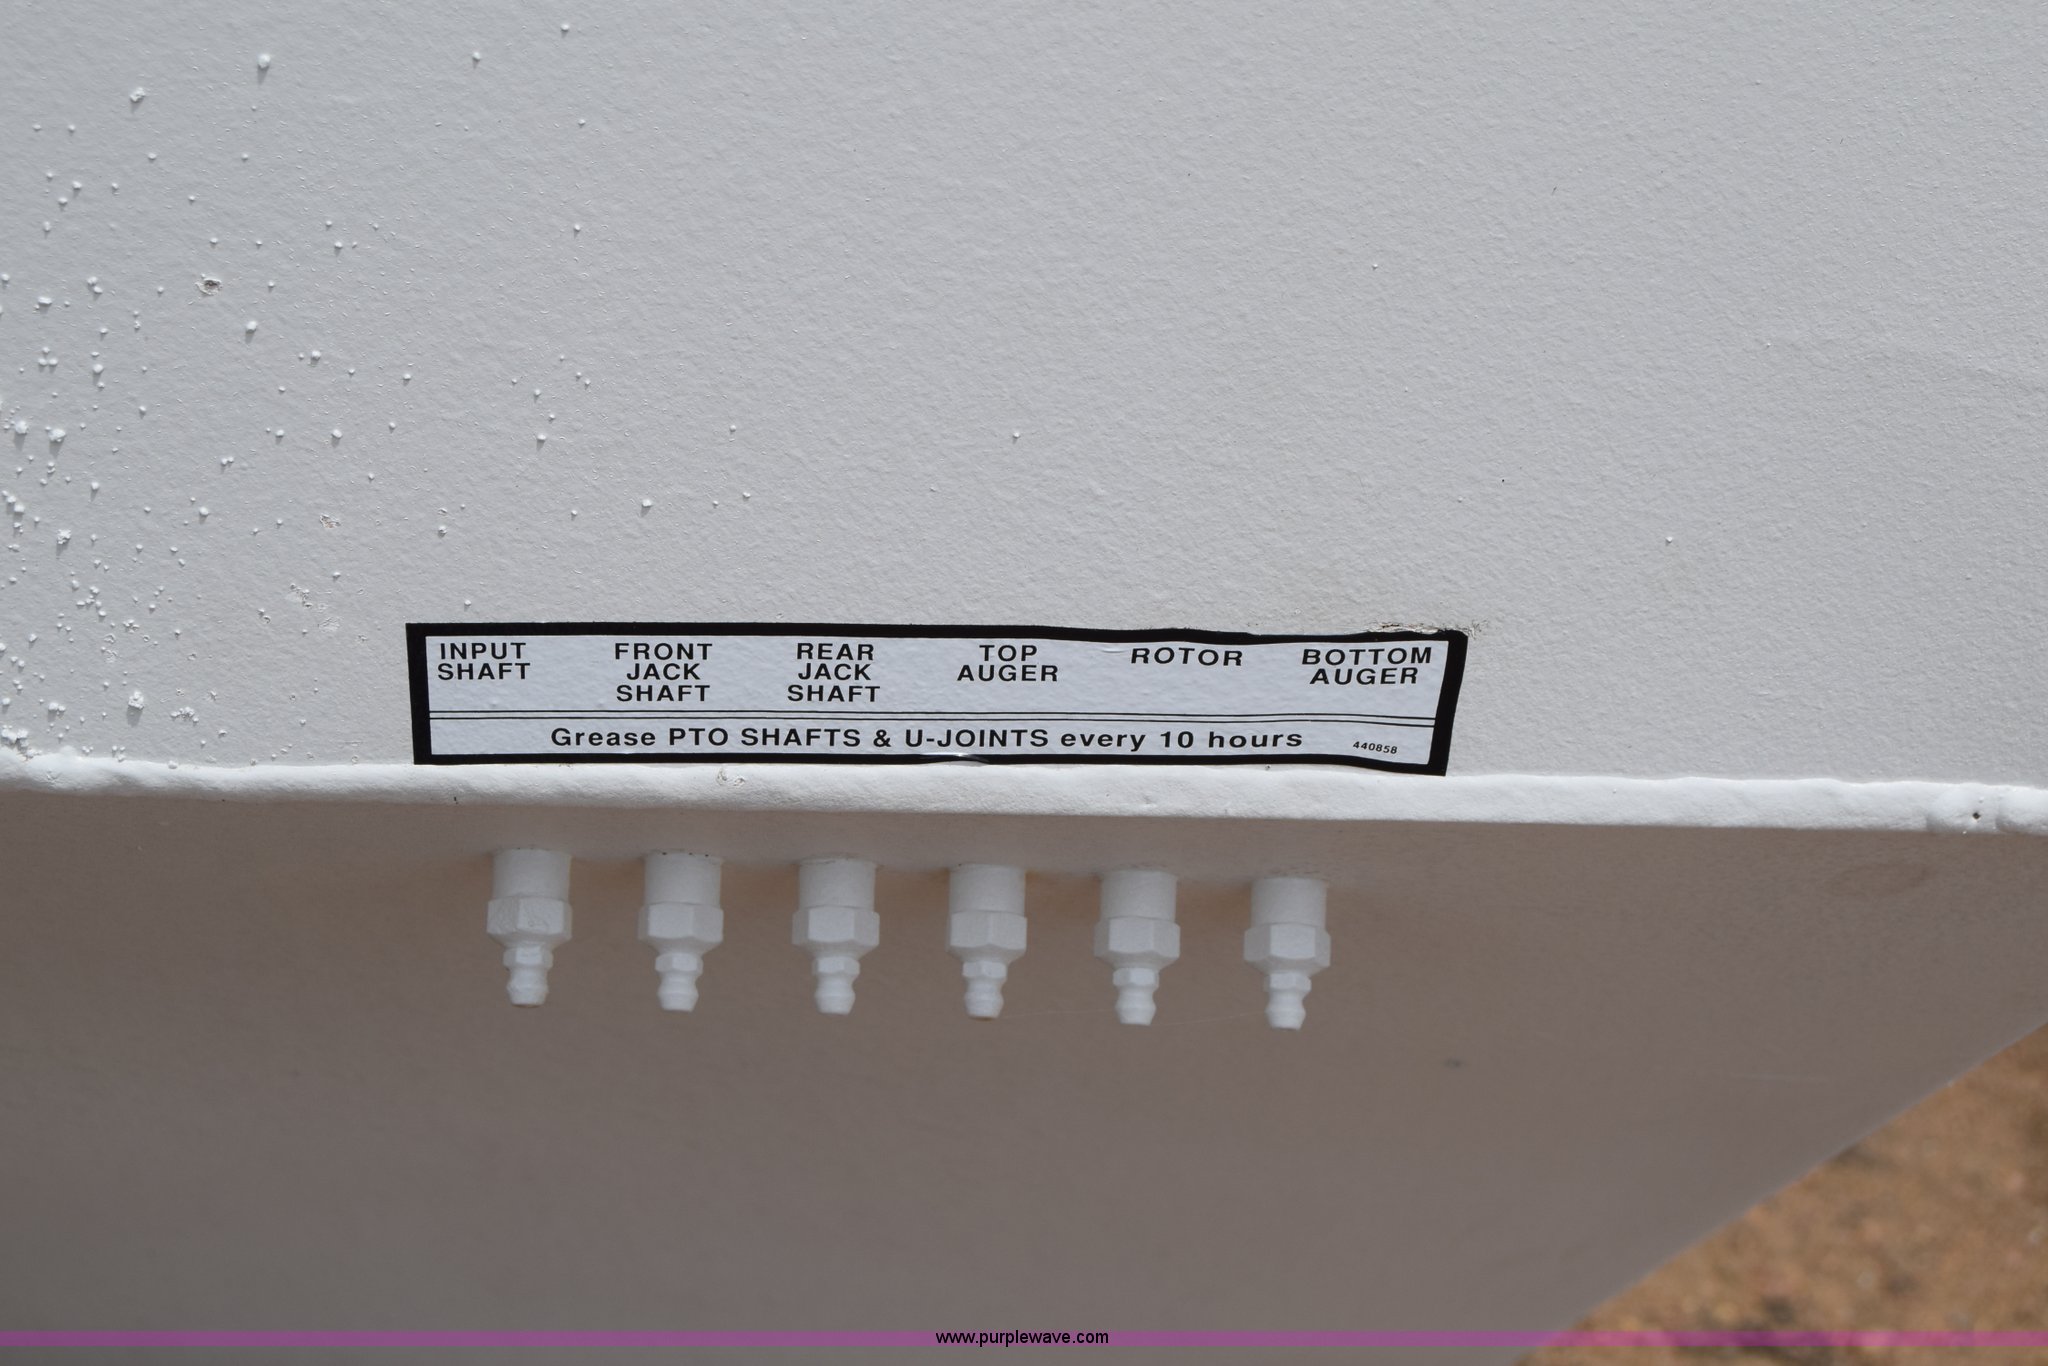 INPUT
SHAFT
FRONT
JACK
SHAFT
REAR
JACK
SHAFT
TOP
AUGER
ROTOR
BOTTOM
AUGER
Grease PTO SHAFTS & U-JOINTS every 10 hours
440858
www.purplewave.com